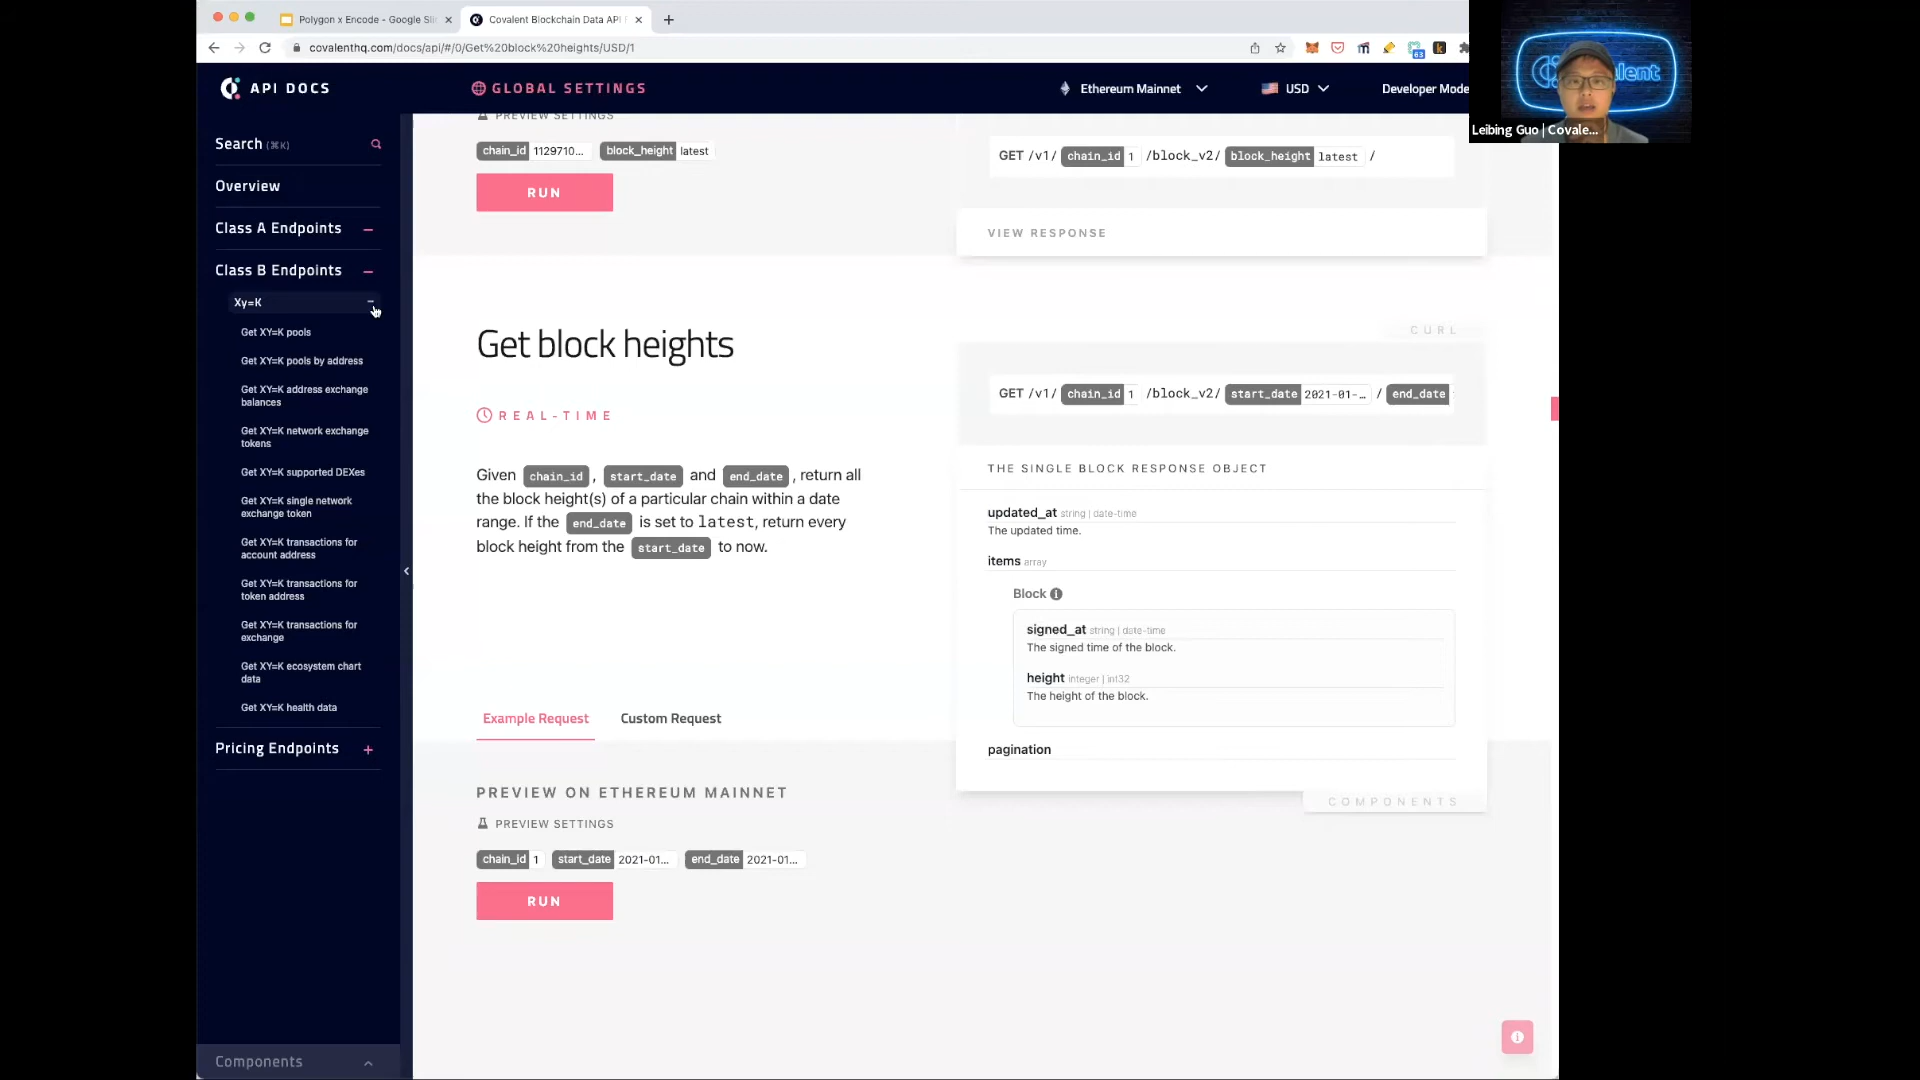 Polygon x Encode - Google Sli
Covalent Blockchain Data API
covalenthq.com/docs/api/#/0/Get%20block%20heights/USD/1
63
k
API DOCS
GLOBAL SETTINGS
Ethereum Mainnet
USD
Developer Mode
Leibing Guo | Covale...
Search (⌘K)
Overview
Class A Endpoints
Class B Endpoints
Xy=K
Get XY=K pools
Get XY=K pools by address
Get XY=K address exchange
balances
Get XY=K network exchange
tokens
Get XY=K supported DEXes
Get XY=K single network
exchange token
Get XY=K transactions for
account address
Get XY=K transactions for
token address
Get XY=K transactions for
exchange
Get XY=K ecosystem chart
data
Get XY=K health data
Pricing Endpoints
Components
PREVIEW SETTINGS
chain_id 1129710... block_height latest
RUN
GET /v1/ chain_id 1 /block_v2/ block_height latest /
VIEW RESPONSE
Get block heights
REAL-TIME
Given chain_id , start_date and end_date , return all
the block height(s) of a particular chain within a date
range. If the end_date is set to latest, return every
block height from the start_date to now.
Example Request
Custom Request
PREVIEW ON ETHEREUM MAINNET
PREVIEW SETTINGS
chain_id 1 start_date 2021-01... end_date 2021-01...
RUN
CURL
GET /v1/ chain_id 1 /block_v2/ start_date 2021-01-... / end_date
THE SINGLE BLOCK RESPONSE OBJECT
updated_at string | date-time
The updated time.
items array
Block
signed_at string | date-time
The signed time of the block.
height integer | int32
The height of the block.
pagination
COMPONENTS